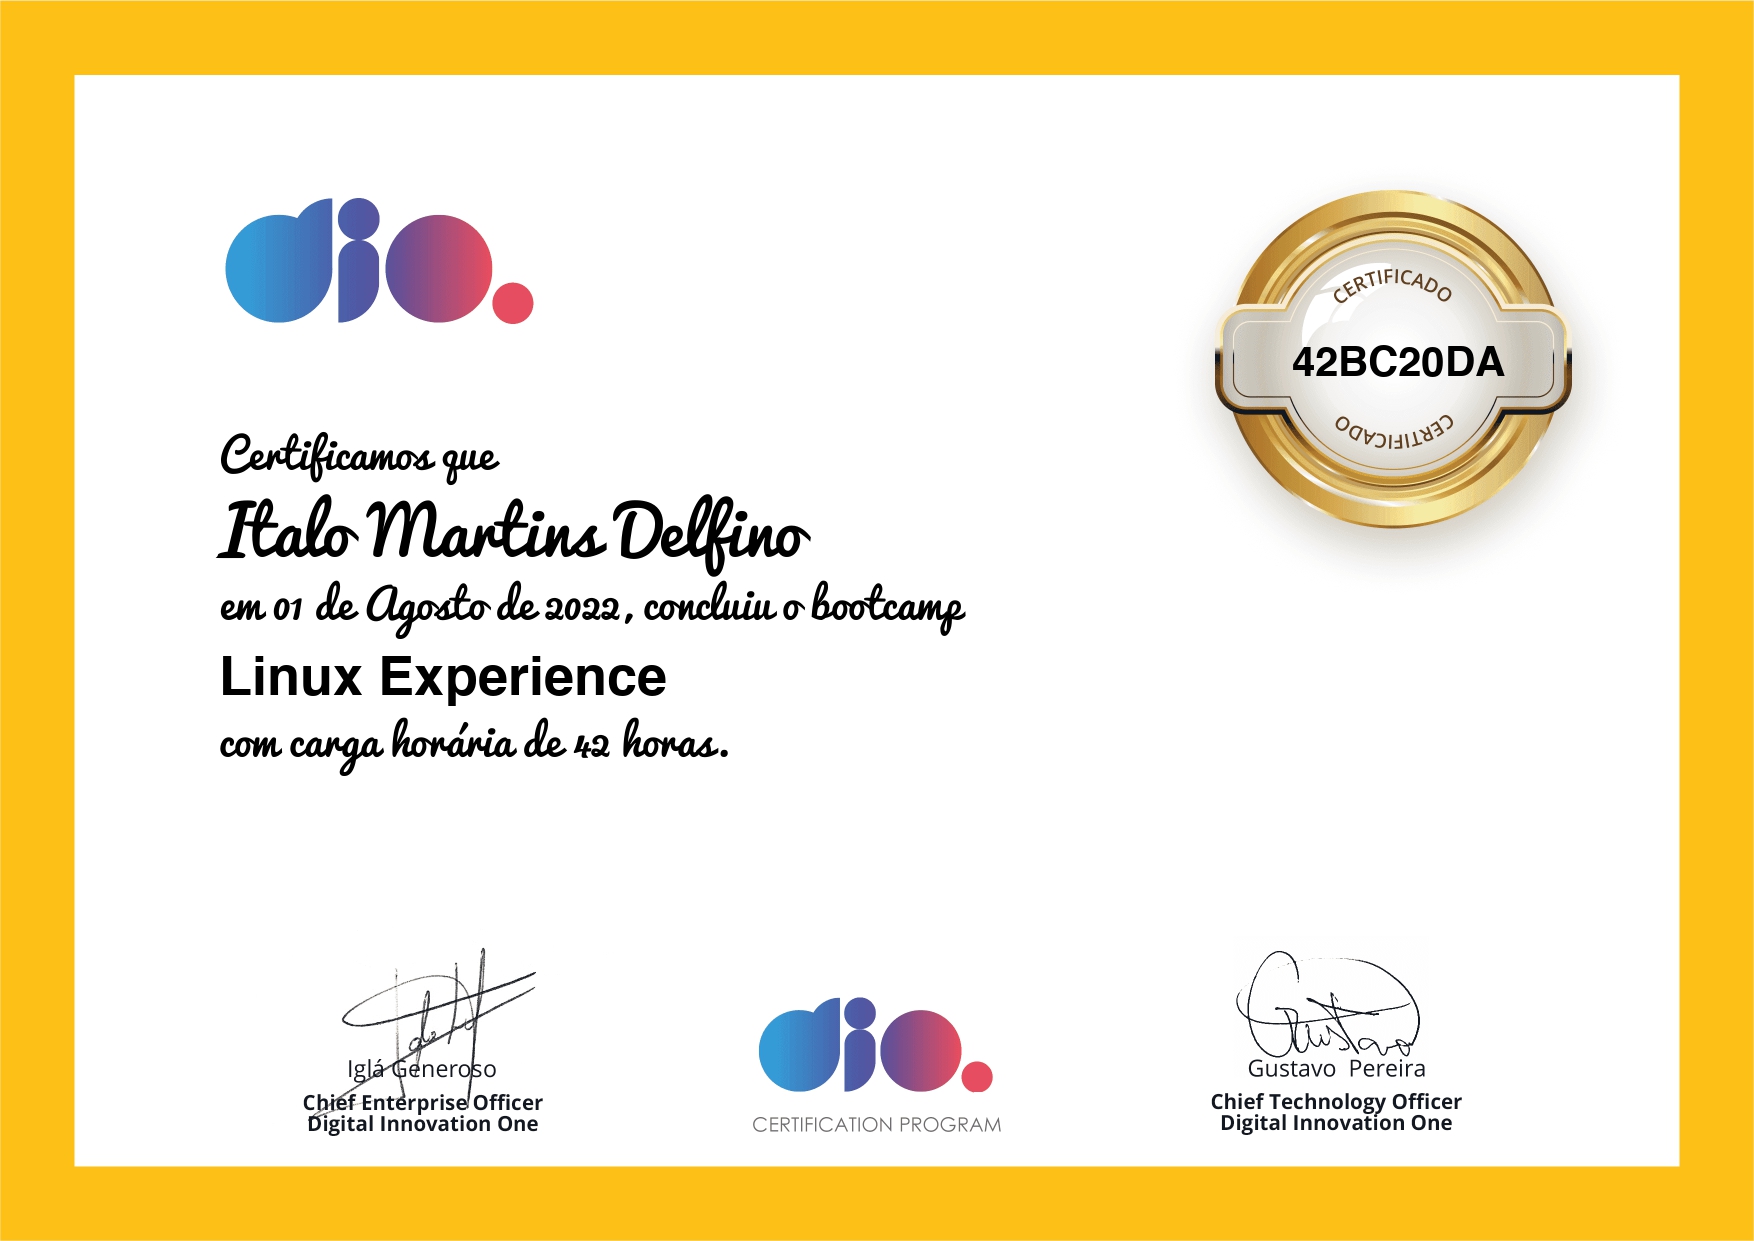 dio.
CERTIFICADO
42BC20DA
CERTIFICADO
Certificamos que
Italo Martins Delfino
em 01 de Agosto de 2022, concluiu o bootcamp
Linux Experience
com carga horária de 42 horas.
Iglá Generoso
Chief Enterprise Officer
Digital Innovation One
dio.
CERTIFICATION PROGRAM
Gustavo
Gustavo Pereira
Chief Technology Officer
Digital Innovation One